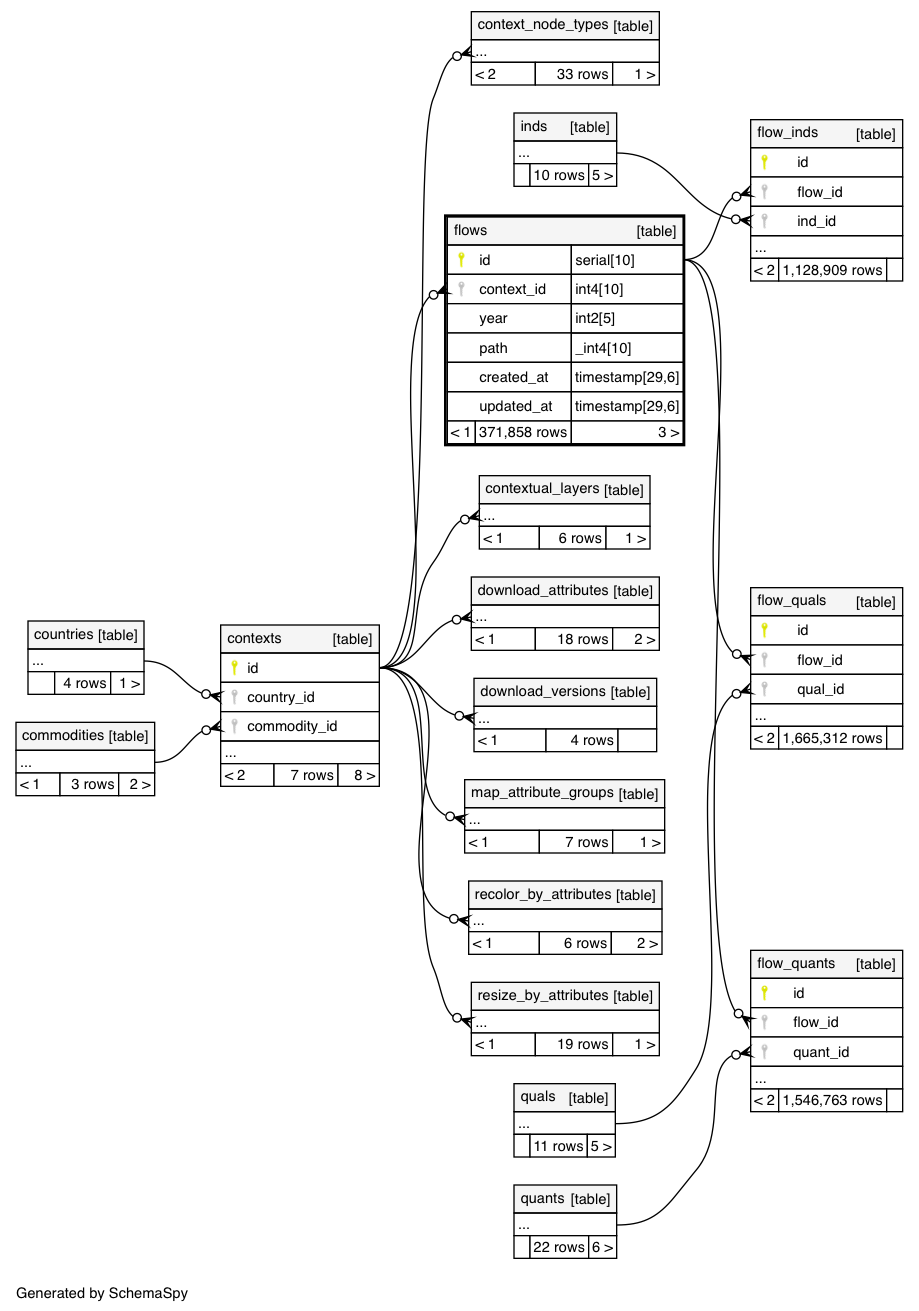 context_node_types [table]
...
< 2 33 rows 1 >
inds [table]
...
10 rows 5 >
flow_inds [table]
id
flow_id
ind_id
...
< 2 1,128,909 rows
flows [table]
id serial[10]
context_id int4[10]
year int2[5]
path _int4[10]
created_at timestamp[29,6]
updated_at timestamp[29,6]
< 1 371,858 rows 3 >
contextual_layers [table]
...
< 1 6 rows 1 >
download_attributes [table]
...
< 1 18 rows 2 >
flow_quals [table]
id
flow_id
qual_id
...
< 2 1,665,312 rows
countries [table]
...
4 rows 1 >
commodities [table]
...
< 1 3 rows 2 >
contexts [table]
id
country_id
commodity_id
...
< 2 7 rows 8 >
download_versions [table]
...
< 1 4 rows
map_attribute_groups [table]
...
< 1 7 rows 1 >
recolor_by_attributes [table]
...
< 1 6 rows 2 >
resize_by_attributes [table]
...
< 1 19 rows 1 >
flow_quants [table]
id
flow_id
quant_id
...
< 2 1,546,763 rows
quals [table]
...
11 rows 5 >
quants [table]
...
22 rows 6 >
Generated by SchemaSpy